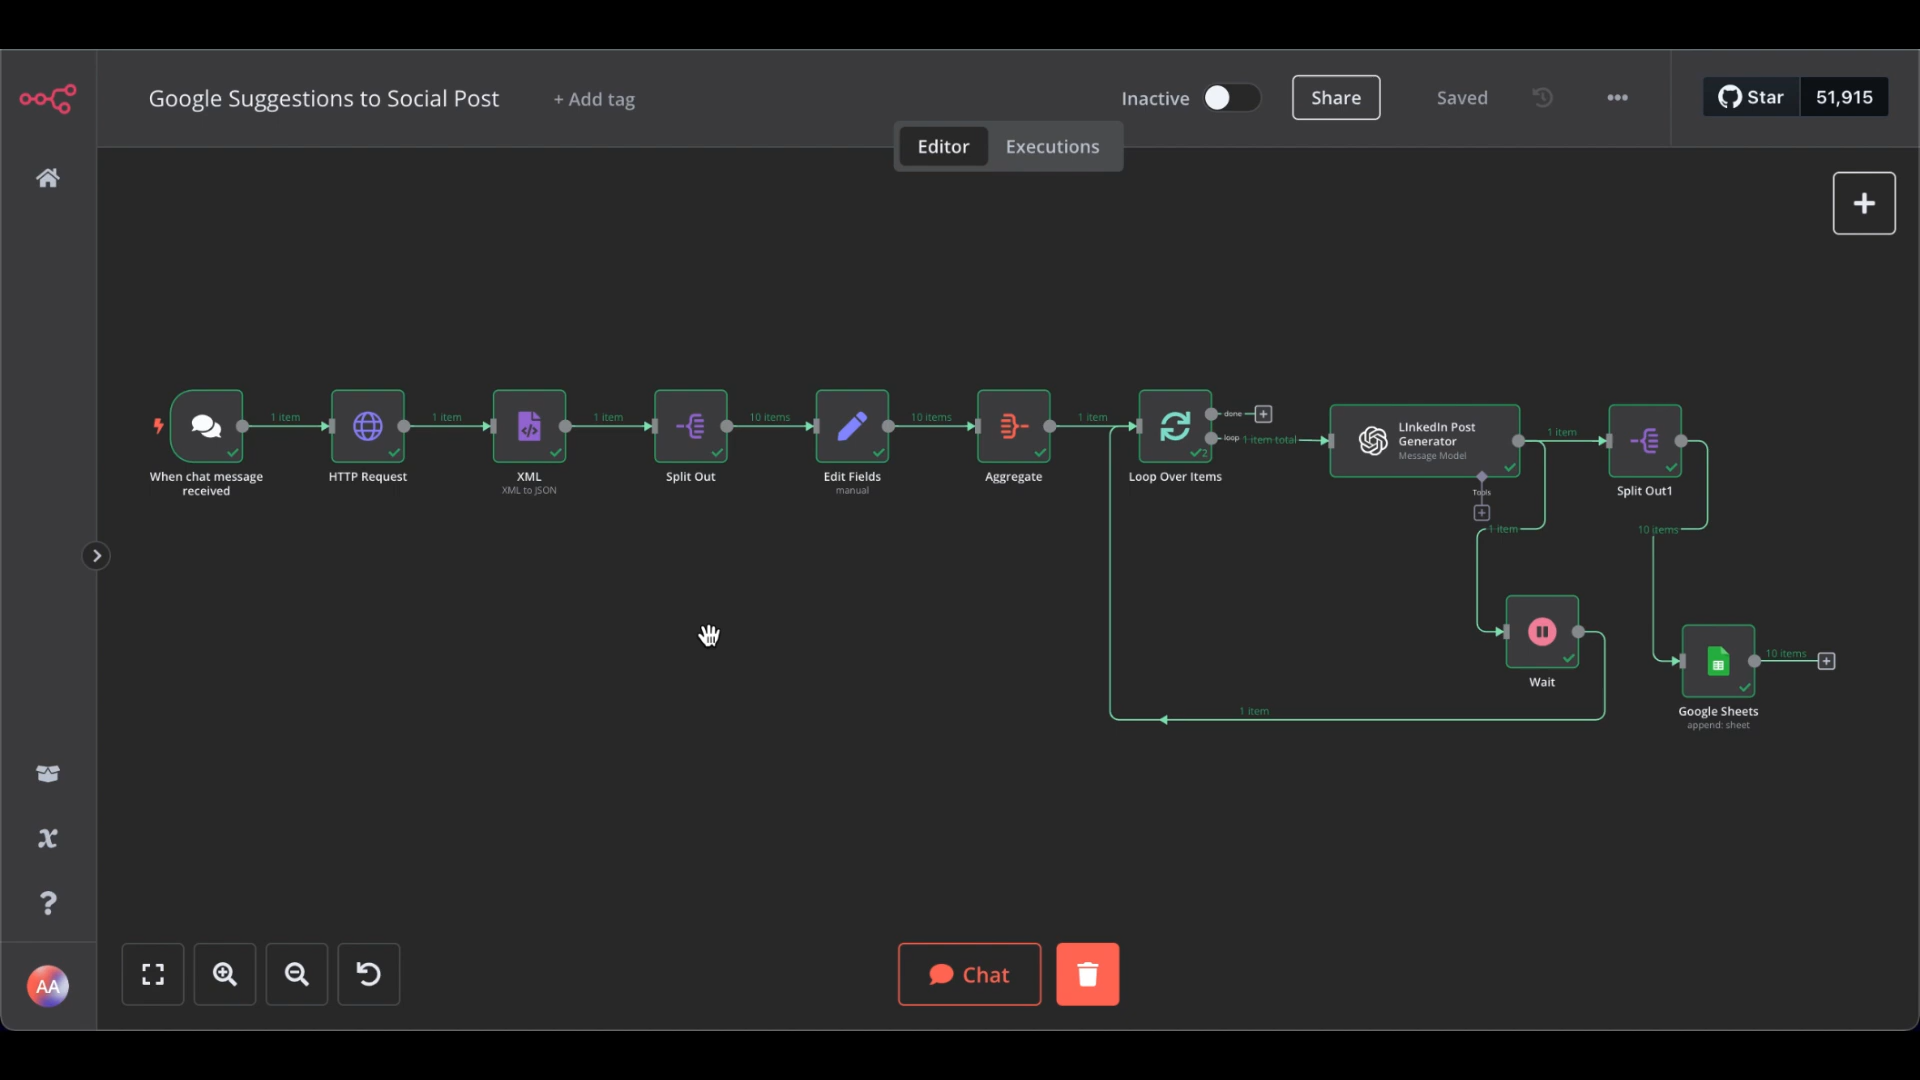 Google Suggestions to Social Post
+ Add tag
Inactive
Share
Saved
Star
51,915
Editor
Executions
1 item
1 item
1 item
10 items
10 items
1 item
done
loop
1 item total
LInkedIn Post
Generator
Message Model
1 item
When chat message
received
HTTP Request
XML
XML to JSON
Split Out
Edit Fields
manual
Aggregate
2
Loop Over Items
Tools
Split Out1
1 item
10 items
Wait
10 items
1 item
Google Sheets
append: sheet
AA
Chat